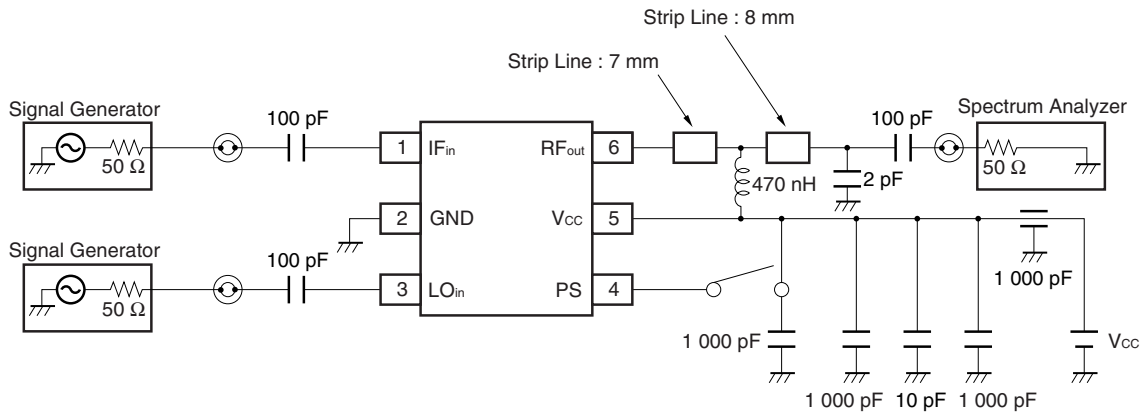 Strip Line : 8 mm
Strip Line : 7 mm
Signal Generator
100 pF
50 Ω
1
IFin
RFout
6
100 pF
Spectrum Analyzer
50 Ω
470 nH
2 pF
2
GND
VCC
5
Signal Generator
100 pF
50 Ω
3
LOin
PS
4
1 000 pF
1 000 pF
VCC
1 000 pF
10 pF
1 000 pF